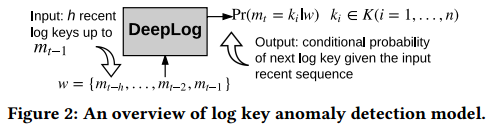 Input: h recent
log keys up to
m_{t−1}
DeepLog
Pr(m_t = k_i|w) k_i ∈ K(i = 1, . . . , n)
Output: conditional probability
of next log key given the input
recent sequence
w = {m_{t−h}, . . . , m_{t−2}, m_{t−1}}
Figure 2: An overview of log key anomaly detection model.